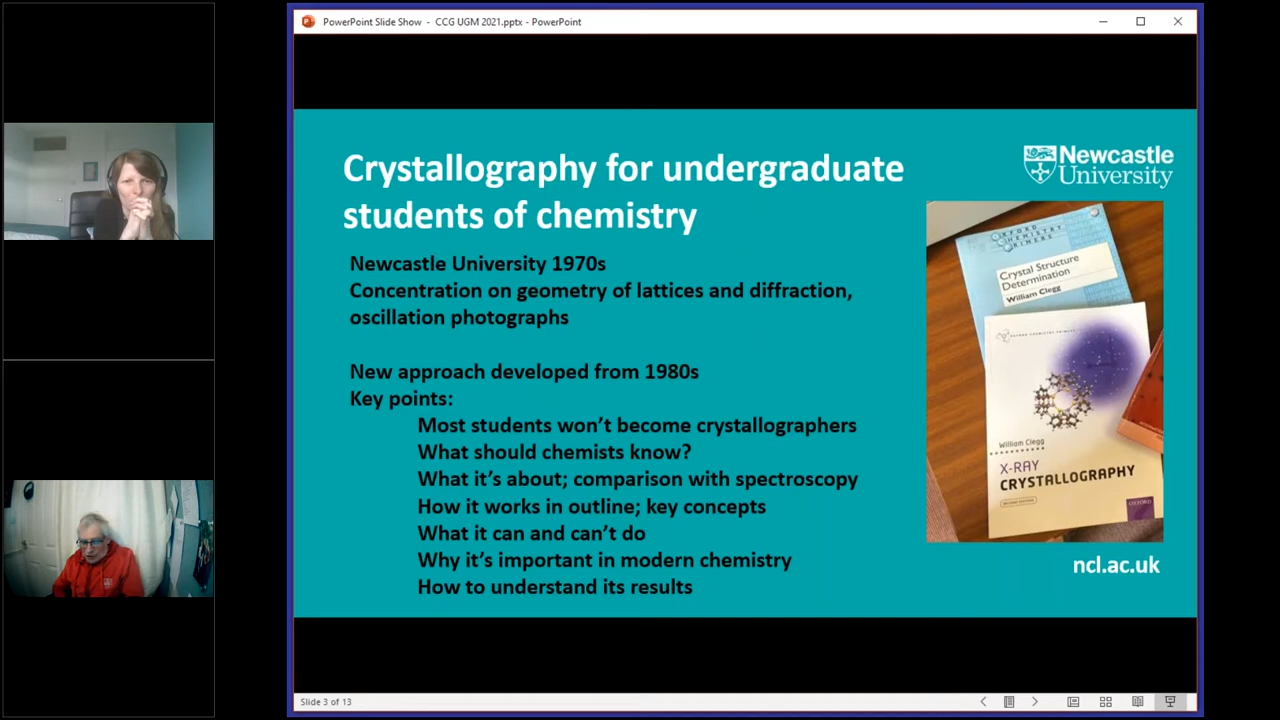 PowerPoint Slide Show - CCG UGM 2021.pptx - PowerPoint
Crystallography for undergraduate
students of chemistry
Newcastle
University
Newcastle University 1970s
Concentration on geometry of lattices and diffraction,
oscillation photographs
New approach developed from 1980s
Key points:
Most students won't become crystallographers
What should chemists know?
What it's about; comparison with spectroscopy
How it works in outline; key concepts
What it can and can't do
Why it's important in modern chemistry
How to understand its results
OXFORD
CHEMISTRY
PRIMERS
Crystal Structure
Determination
William Clegg
William Clegg
X-RAY
CRYSTALLOGRAPHY
OXFORD
ncl.ac.uk
Slide 3 of 13